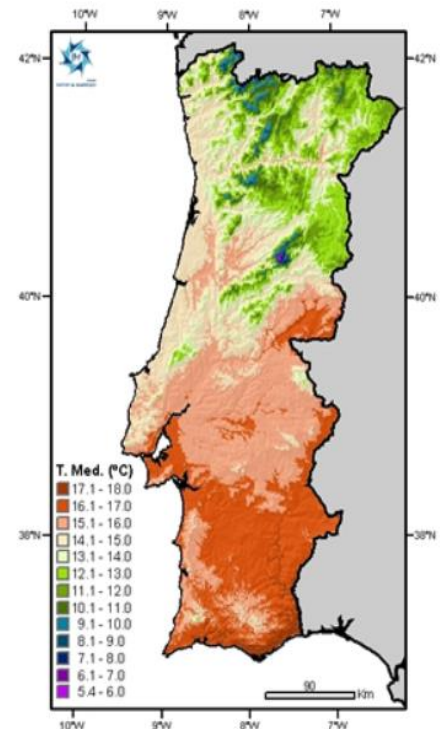 10°W 9°W 8°W 7°W
42°N 42°N
40°N 40°N
38°N 38°N
T. Med. (°C)
17.1 - 18.0
16.1 - 17.0
15.1 - 16.0
14.1 - 15.0
13.1 - 14.0
12.1 - 13.0
11.1 - 12.0
10.1 - 11.0
9.1 - 10.0
8.1 - 9.0
7.1 - 8.0
6.1 - 7.0
5.4 - 6.0
90
Km
10°W 9°W 8°W 7°W